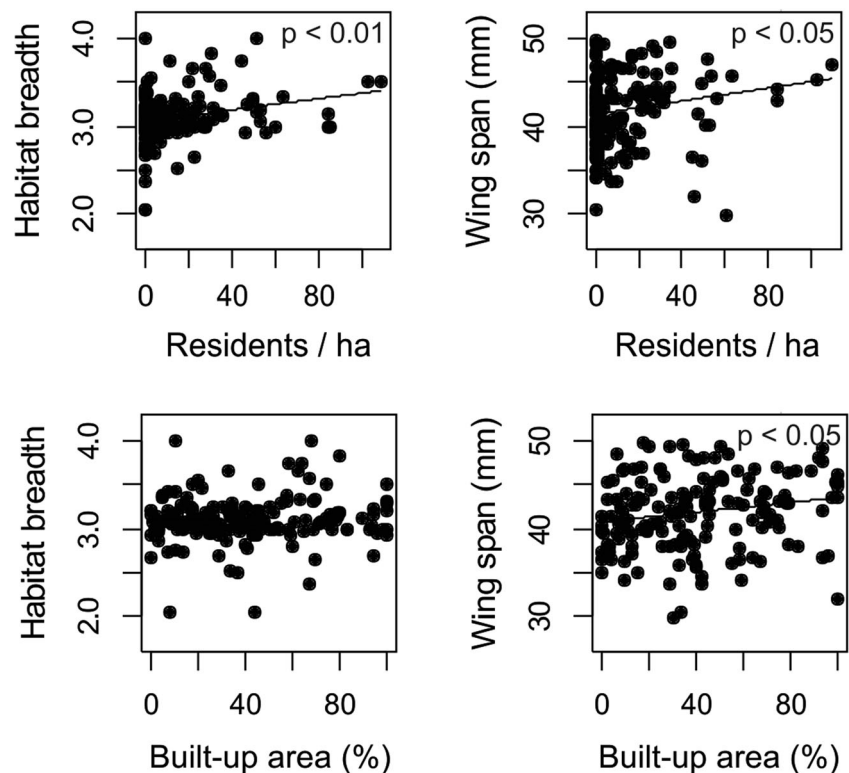 Habitat breadth
4.0
3.0
2.0
p < 0.01
0 40 80
Residents / ha
Wing span (mm)
50
40
30
p < 0.05
0 40 80
Residents / ha
Habitat breadth
4.0
3.0
2.0
0 40 80
Built-up area (%)
Wing span (mm)
50
40
30
p < 0.05
0 40 80
Built-up area (%)